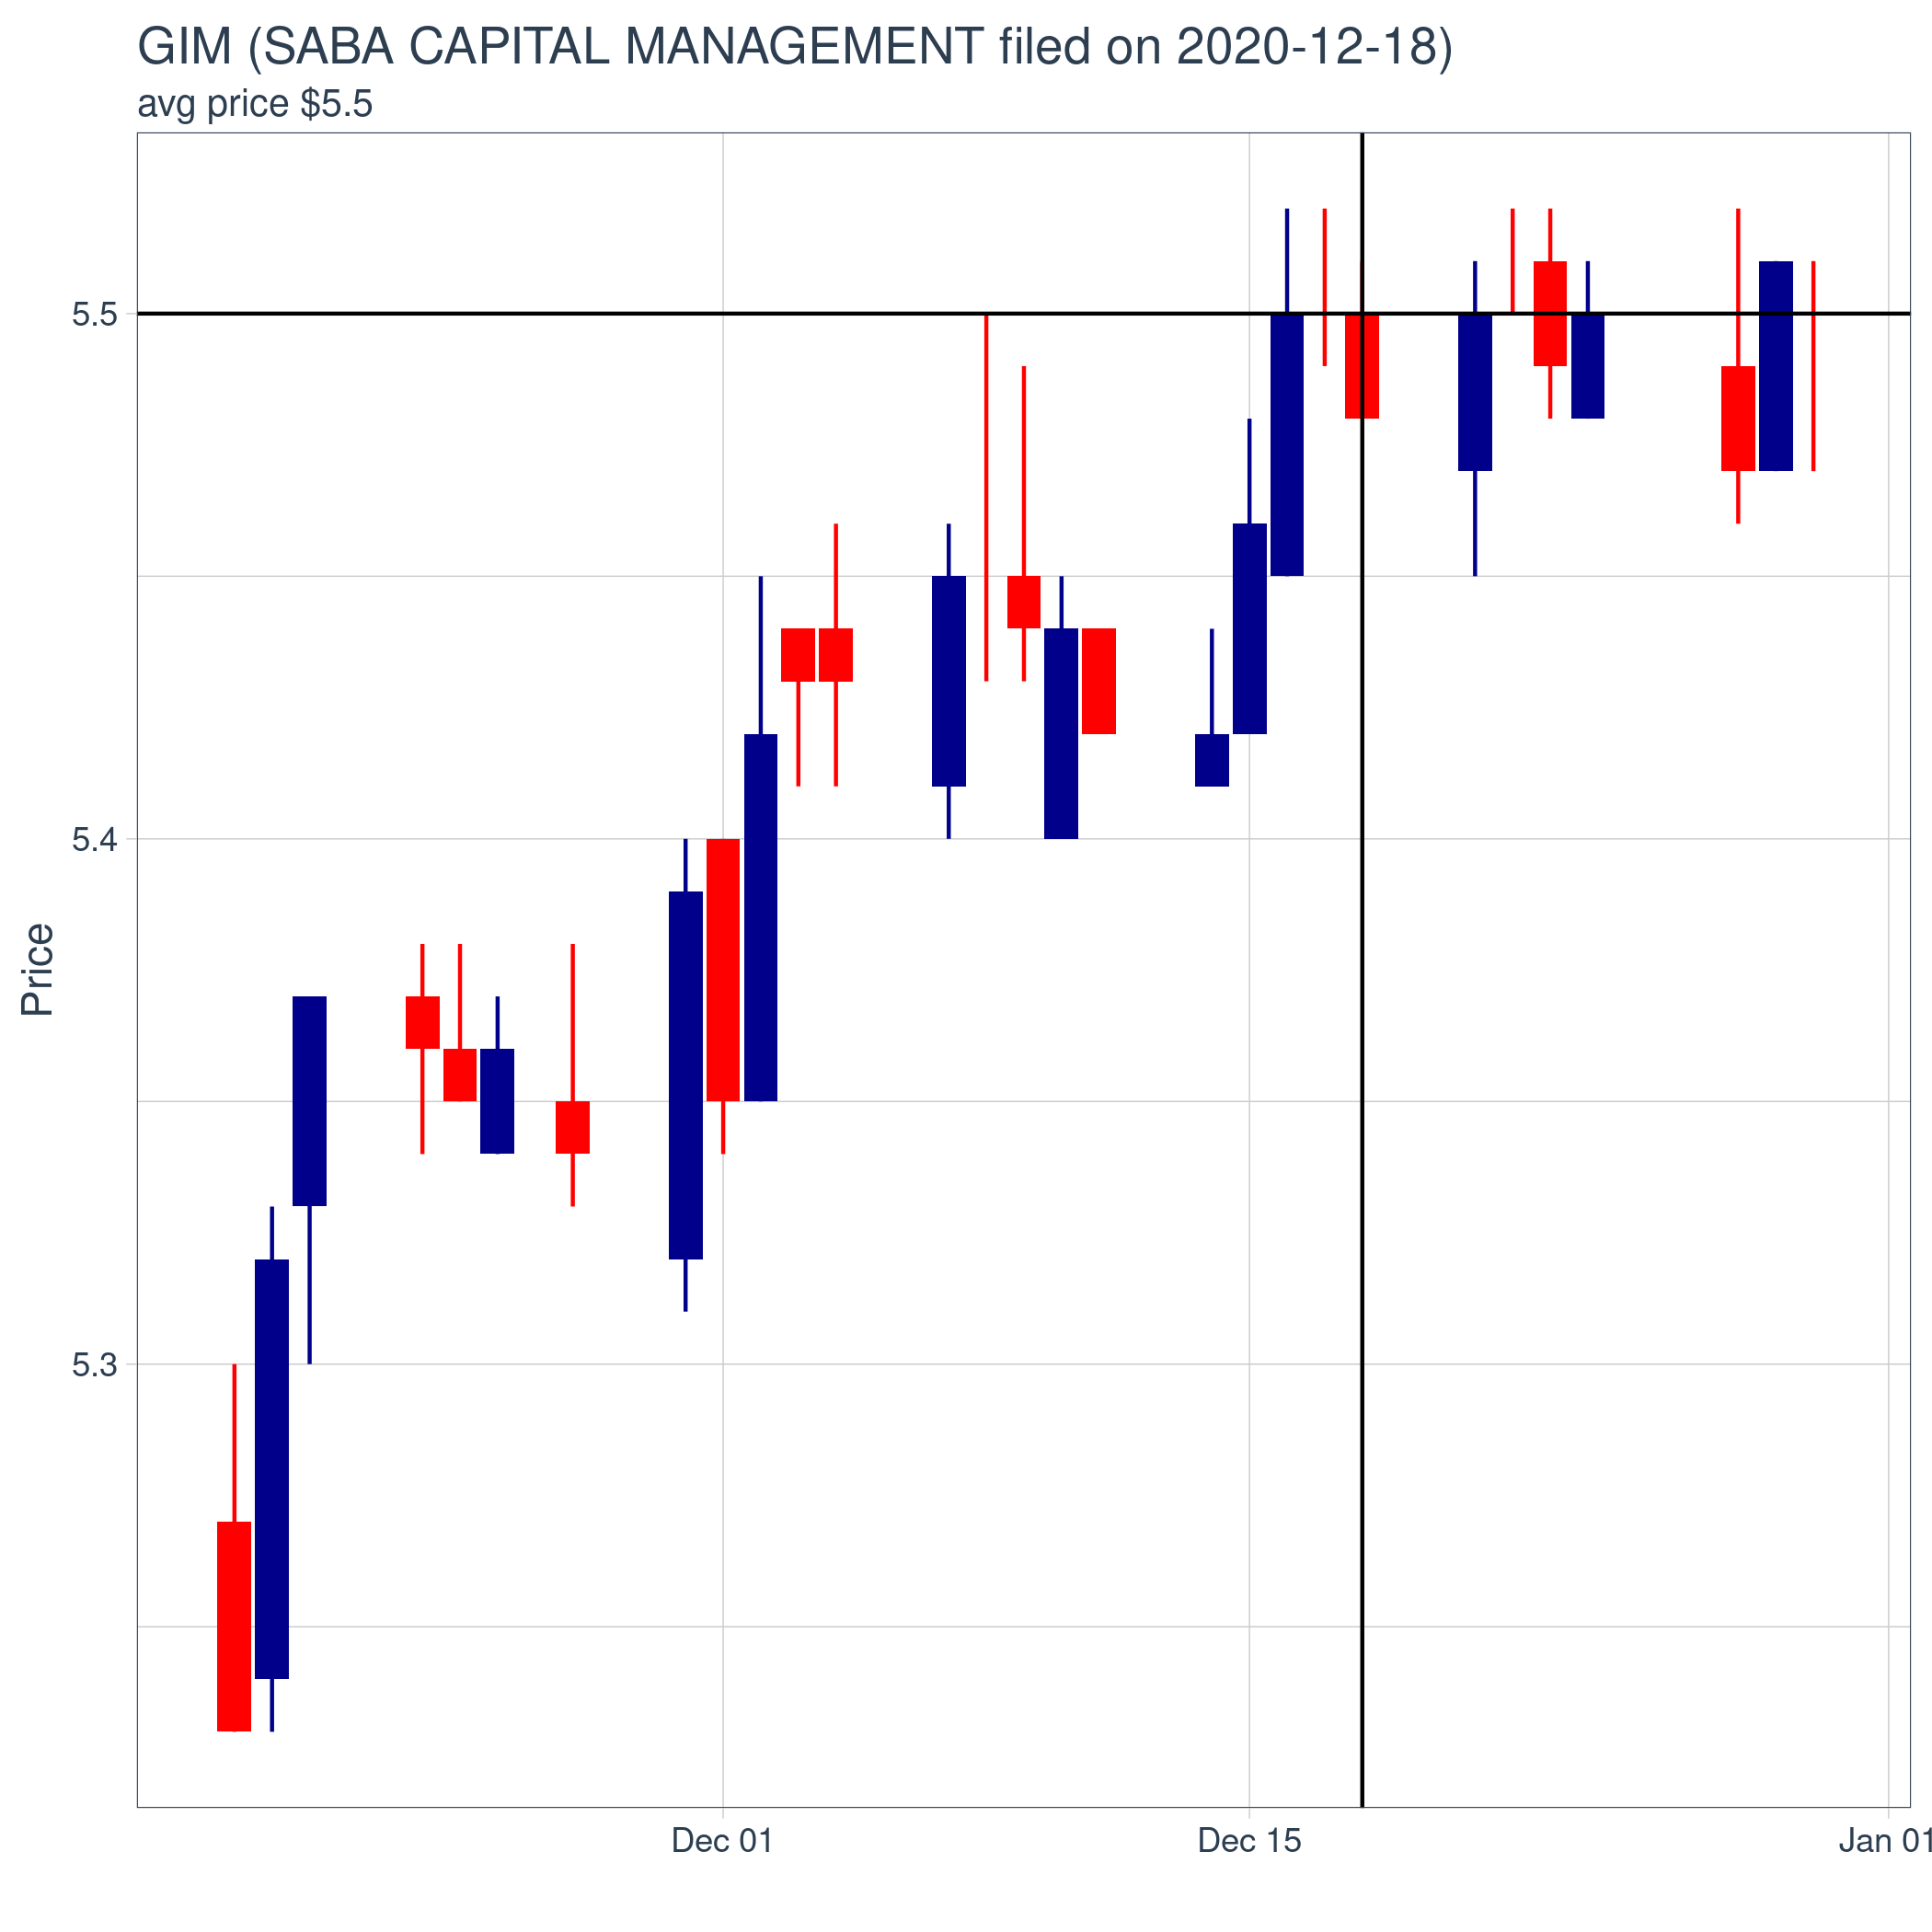 GIM (SABA CAPITAL MANAGEMENT filed on 2020-12-18)
avg price $5.5
5.5
5.4
5.3
Price
Dec 01
Dec 15
Jan 01